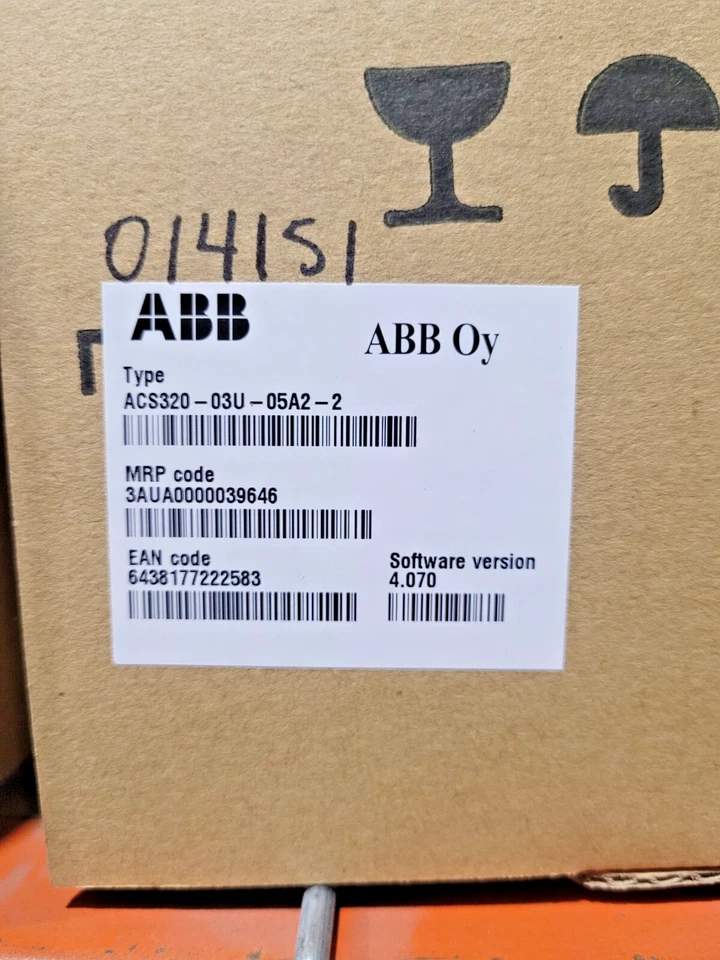 014151
ABB
ABB Oy
Type
ACS320-03U-05A2-2
MRP code
3AUA0000039646
EAN code
6438177222583
Software version
4.070